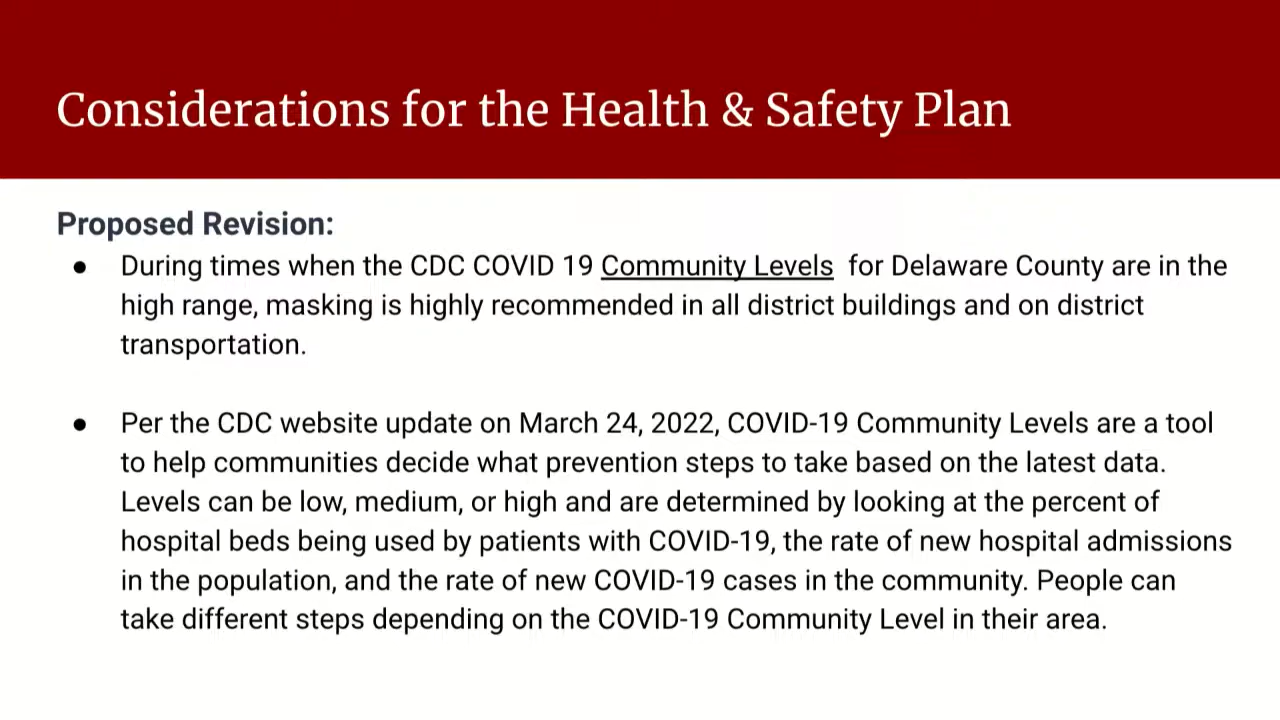 Considerations for the Health & Safety Plan
Proposed Revision:
● During times when the CDC COVID 19 Community Levels for Delaware County are in the
high range, masking is highly recommended in all district buildings and on district
transportation.
● Per the CDC website update on March 24, 2022, COVID-19 Community Levels are a tool
to help communities decide what prevention steps to take based on the latest data.
Levels can be low, medium, or high and are determined by looking at the percent of
hospital beds being used by patients with COVID-19, the rate of new hospital admissions
in the population, and the rate of new COVID-19 cases in the community. People can
take different steps depending on the COVID-19 Community Level in their area.